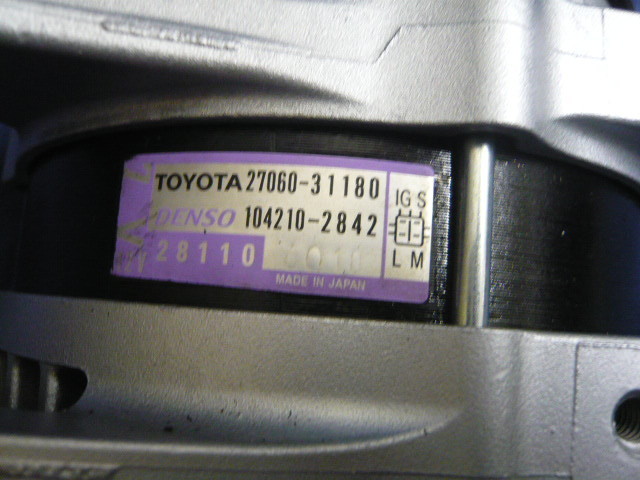 TOYOTA 27060-31180
DENSO 104210-2842
28110
MADE IN JAPAN
IG S
L M